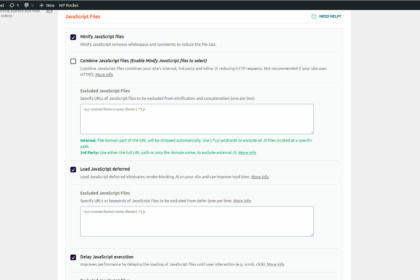 New
WP Rocket
videos.
JavaScript Files
NEED HELP?
Minify JavaScript files
Minify JavaScript removes whitespace and comments to reduce the file size.
Combine JavaScript files (Enable Minify JavaScript files to select)
Combine JavaScript files combines your site's internal, 3rd party and inline JS reducing HTTP requests. Not recommended if your site uses
HTTP/2. More info
Excluded JavaScript Files
Specify URLs of JavaScript files to be excluded from minification and concatenation (one per line).
/wp-content/themes/some-theme/(.*).js
Internal: The domain part of the URL will be stripped automatically. Use (.*).js wildcards to exclude all JS files located at a specific
path.
3rd Party: Use either the full URL path or only the domain name, to exclude external JS. More info
Load JavaScript deferred
Load JavaScript deferred eliminates render-blocking JS on your site and can improve load time. More info
Excluded JavaScript Files
Specify URLs or keywords of JavaScript files to be excluded from defer (one per line). More info
/wp-content/themes/some-theme/(.*).js
Delay JavaScript execution
Improves performance by delaying the loading of JavaScript files until user interaction (e.g. scroll, click). More info